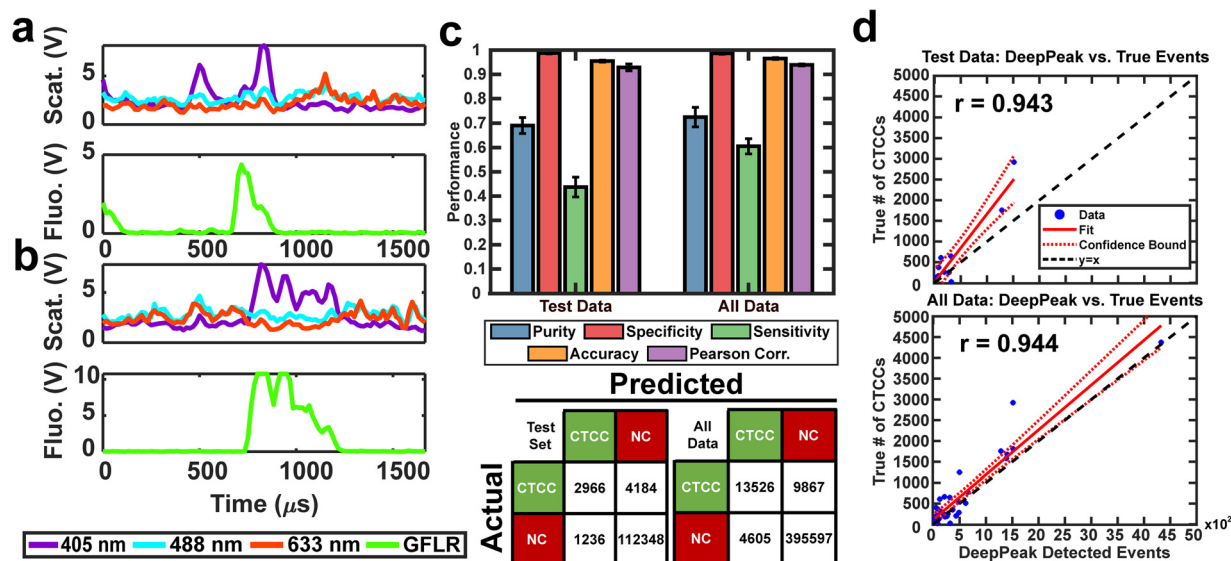 a
Scat. (V)
5
0
Fluo. (V)
5
0
500
1000
1500
b
Scat. (V)
5
0
Fluo. (V)
10
5
0
0
500
1000
1500
Time (μs)
405 nm
488 nm
633 nm
GFLR
c
Performance
1
0.9
0.8
0.7
0.6
0.5
0.4
0.3
0.2
0.1
0
Test Data
All Data
Purity
Specificity
Sensitivity
Accuracy
Pearson Corr.
Predicted
Actual
Test Set
CTCC
NC
All Data
CTCC
NC
CTCC
2966
4184
CTCC
13526
9867
NC
1236
112348
NC
4605
395597
d
Test Data: DeepPeak vs. True Events
r = 0.943
True # of CTCCs
5000
4500
4000
3500
3000
2500
2000
1500
1000
500
0
Data
Fit
Confidence Bound
y=x
All Data: DeepPeak vs. True Events
r = 0.944
True # of CTCCs
5000
4500
4000
3500
3000
2500
2000
1500
1000
500
0
0
5
10
15
20
25
30
35
40
45
50
x10²
DeepPeak Detected Events